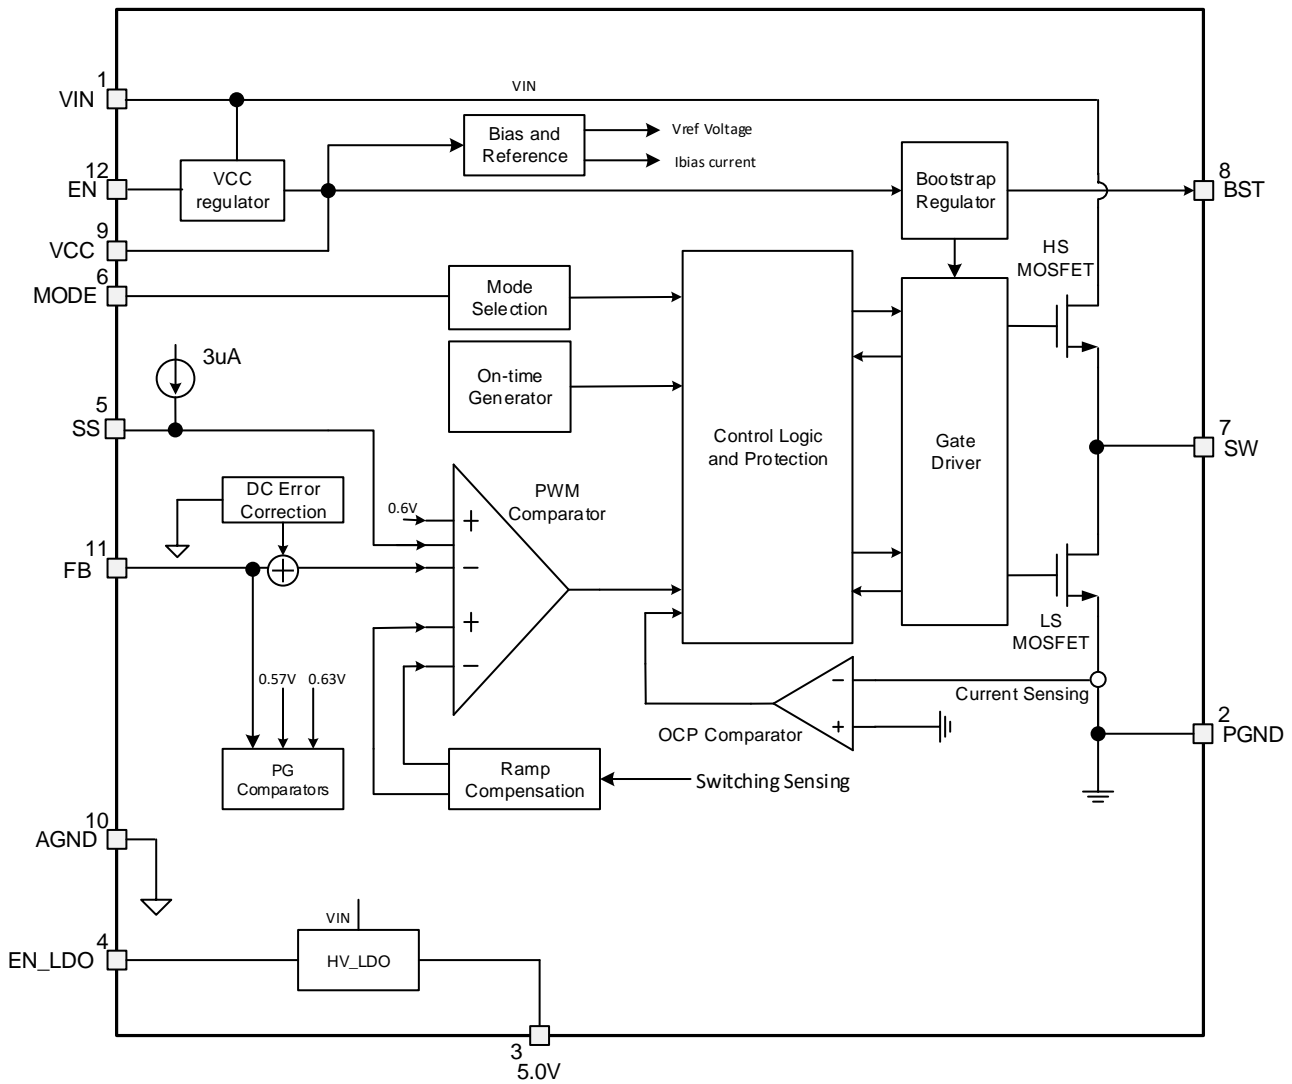 1
VIN
VIN
Bias and
Reference
Vref Voltage
Ibias current
12
EN
VCC
regulator
Bootstrap
Regulator
8
BST
9
VCC
HS
MOSFET
6
MODE
Mode
Selection
3uA
On-time
Generator
5
SS
Control Logic
and Protection
Gate
Driver
7
SW
DC Error
Correction
0.6V
+
PWM
Comparator
11
FB
+
−
+
−
LS
MOSFET
0.57V 0.63V
−
Current Sensing
+
OCP Comparator
2
PGND
PG
Comparators
Ramp
Compensation
Switching Sensing
10
AGND
VIN
4
EN_LDO
HV_LDO
3
5.0V